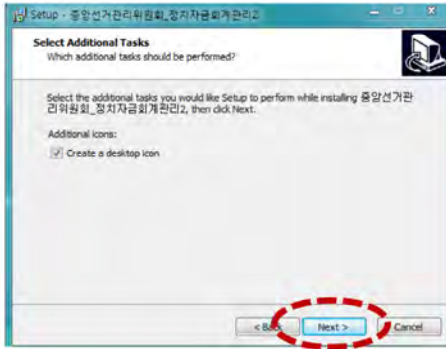 Setup - 중앙선거관리위원회_정치자금회계관리2
Select Additional Tasks
Which additional tasks should be performed?
Select the additional tasks you would like Setup to perform while installing 중앙선거관
리위원회_정치자금회계관리2, then click Next.
Additional icons:
Create a desktop icon
< Back
Next >
Cancel